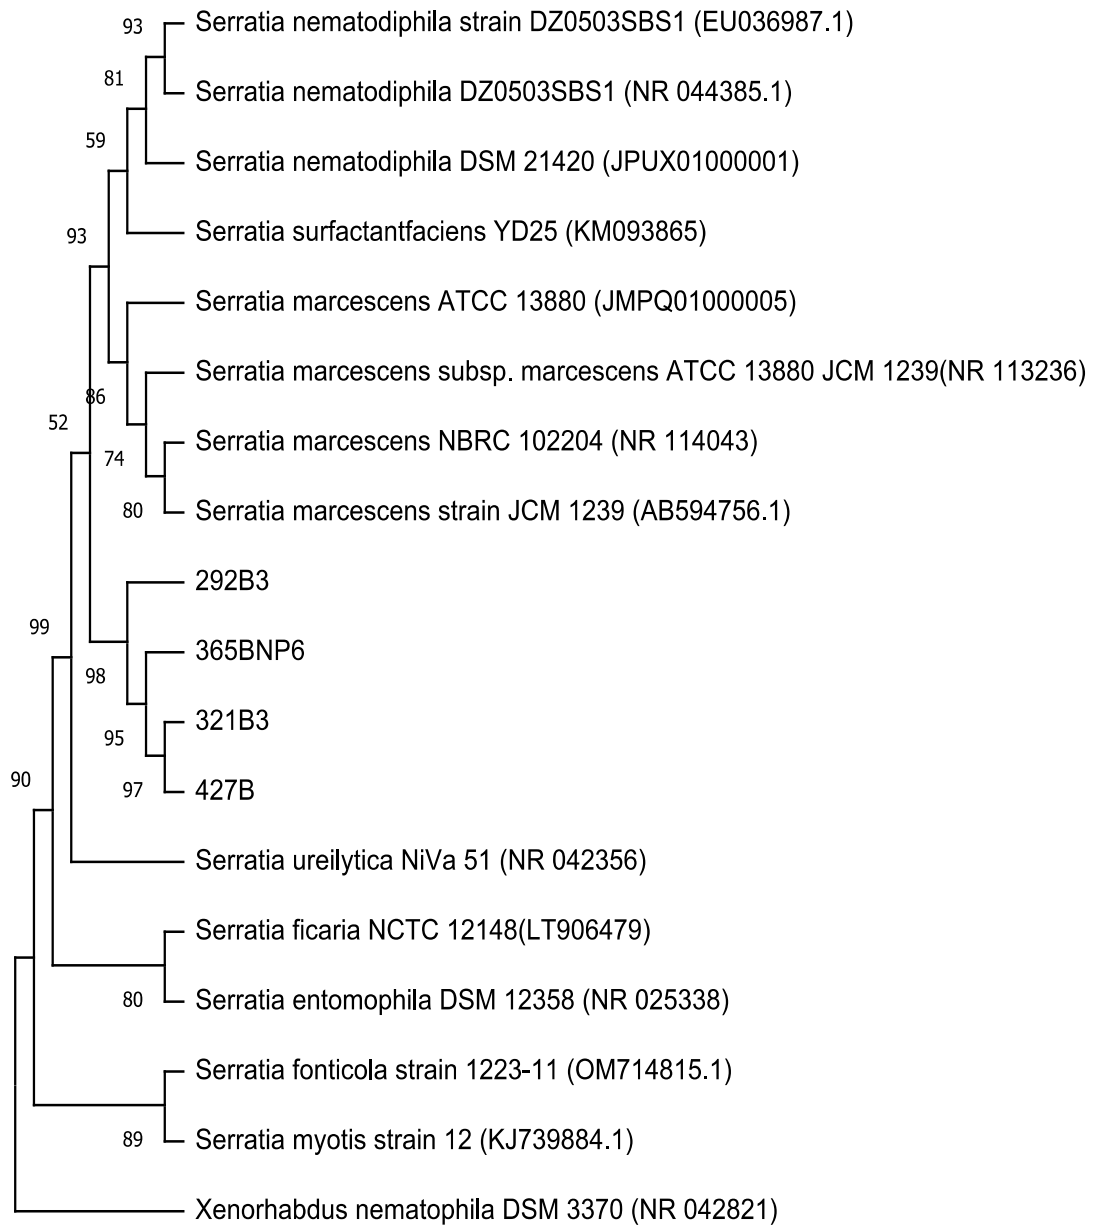 93
Serratia nematodiphila strain DZ0503SBS1 (EU036987.1)
81
Serratia nematodiphila DZ0503SBS1 (NR 044385.1)
59
Serratia nematodiphila DSM 21420 (JPUX01000001)
93
Serratia surfactantfaciens YD25 (KM093865)
Serratia marcescens ATCC 13880 (JMPQ01000005)
Serratia marcescens subsp. marcescens ATCC 13880 JCM 1239(NR 113236)
86
52
Serratia marcescens NBRC 102204 (NR 114043)
74
80
Serratia marcescens strain JCM 1239 (AB594756.1)
292B3
99
365BNP6
98
321B3
95
90
97
427B
Serratia ureilytica NiVa 51 (NR 042356)
Serratia ficaria NCTC 12148(LT906479)
80
Serratia entomophila DSM 12358 (NR 025338)
Serratia fonticola strain 1223-11 (OM714815.1)
89
Serratia myotis strain 12 (KJ739884.1)
Xenorhabdus nematophila DSM 3370 (NR 042821)